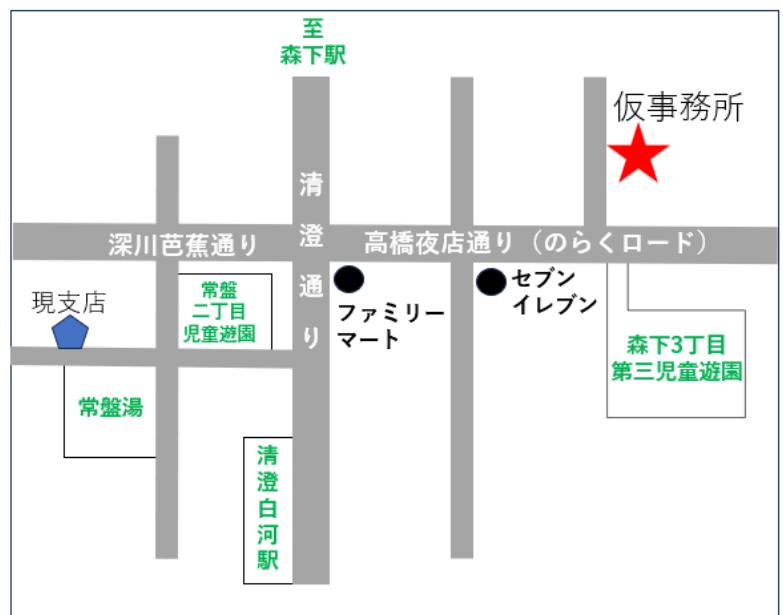 至
森下駅
仮事務所
清澄通り
深川芭蕉通り
高橋夜店通り（のらくロード）
現支店
常盤
二丁目
児童遊園
ファミリー
マート
セブン
イレブン
森下3丁目
第三児童遊園
常盤湯
清澄白河駅